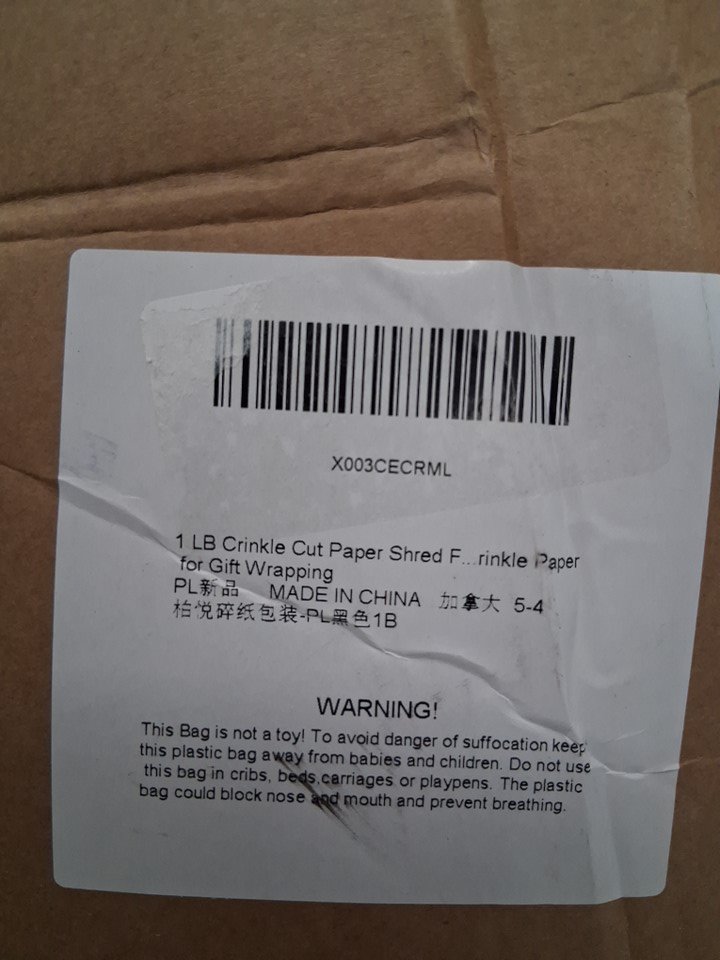 X003CECRML
1 LB Crinkle Cut Paper Shred F...rinkle Paper
for Gift Wrapping
PL新品 MADE IN CHINA 加拿大 5-4
柏悦碎纸包装-PL黑色1B
WARNING!
This Bag is not a toy! To avoid danger of suffocation keep
this plastic bag away from babies and children. Do not use
this bag in cribs, beds,carriages or playpens. The plastic
bag could block nose and mouth and prevent breathing.